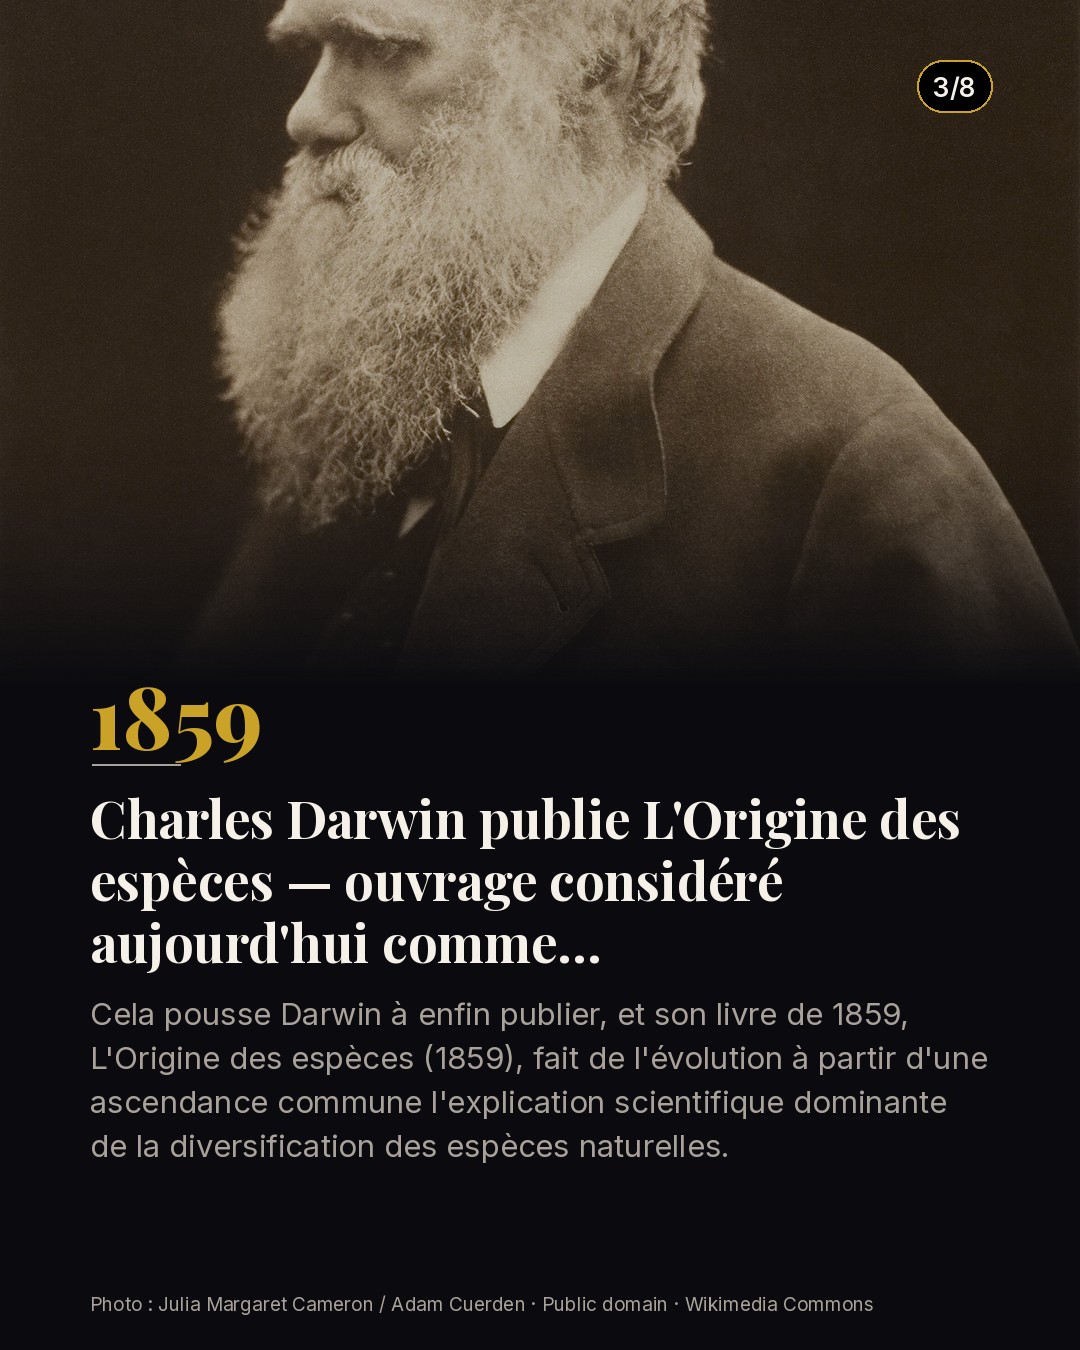 3/8
1859
Charles Darwin publie L'Origine des
espèces — ouvrage considéré
aujourd'hui comme...
Cela pousse Darwin à enfin publier, et son livre de 1859,
L'Origine des espèces (1859), fait de l'évolution à partir d'une
ascendance commune l'explication scientifique dominante
de la diversification des espèces naturelles.
Photo : Julia Margaret Cameron / Adam Cuerden · Public domain · Wikimedia Commons